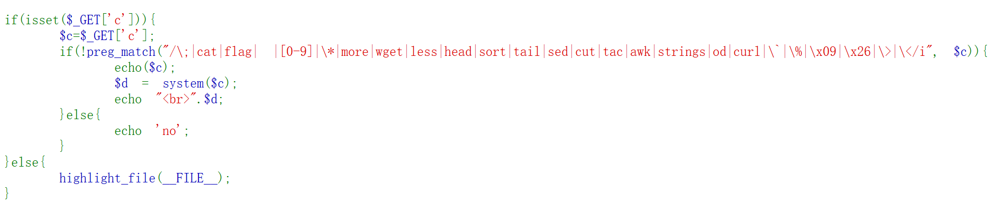 if(isset($_GET['c'])){
        $c=$_GET['c'];
        if(!preg_match("/\;|cat|flag| |[0-9]|\*|more|wget|less|head|sort|tail|sed|cut|tac|awk|strings|od|curl|\`|\%|\x09|\x26|\>|\</i", $c)){
                echo($c);
                $d = system($c);
                echo "<br>".$d;
        }else{
                echo 'no';
        }
}else{
        highlight_file(__FILE__);
}